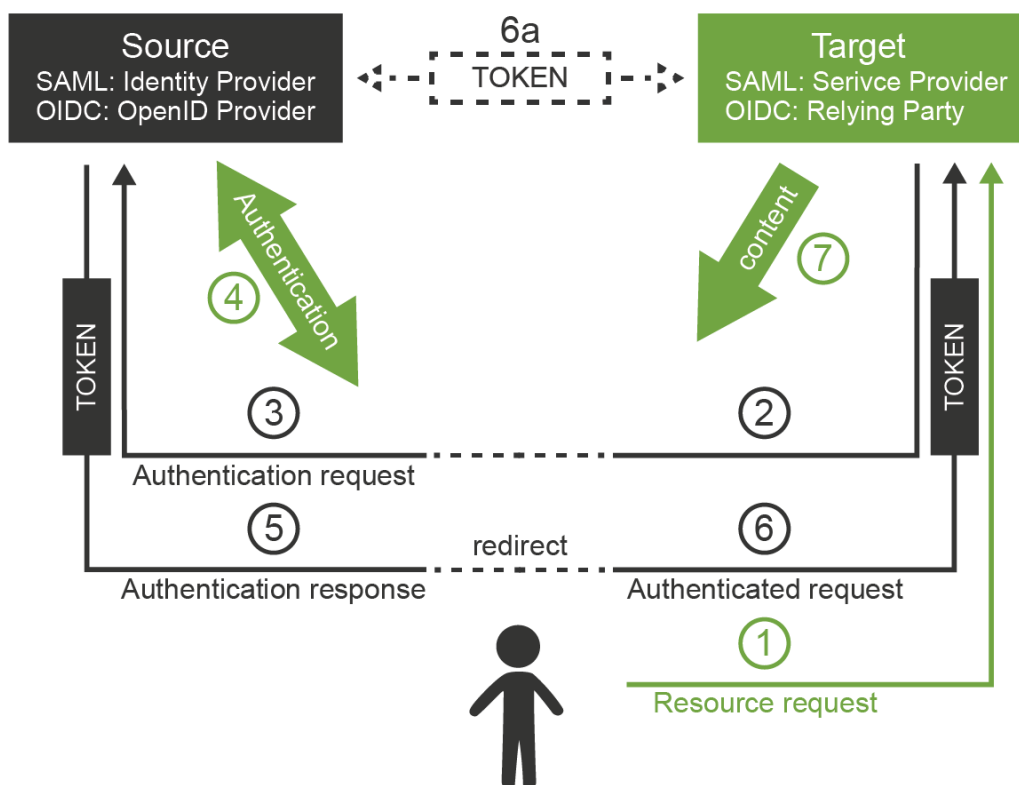 Source
SAML: Identity Provider
OIDC: OpenID Provider
6a
TOKEN
Target
SAML: Serivce Provider
OIDC: Relying Party
Authentication
4
content
7
TOKEN
TOKEN
3
2
Authentication request
5
redirect
6
Authentication response
Authenticated request
1
Resource request